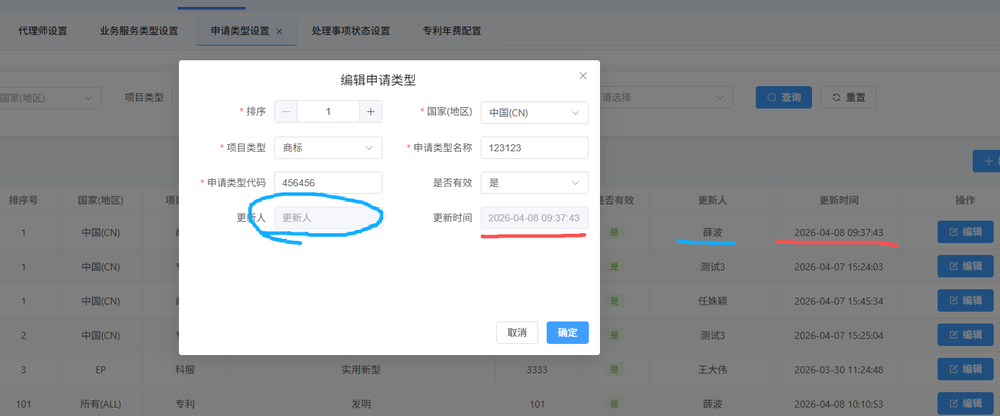 代理师设置 业务服务类型设置 申请类型设置 处理事项状态设置 专利年费配置
编辑申请类型
国家(地区) 项目类型 请选择 查询 重置
* 排序 1 * 国家(地区) 中国(CN)
* 项目类型 商标 * 申请类型名称 123123
* 申请类型代码 456456 是否有效 是
更新人 更新人 更新时间 2026-04-08 09:37:43
取消 确定
排序号 国家(地区) 是否有效 更新人 更新时间 操作
1 中国(CN) 是 薛波 2026-04-08 09:37:43 编辑
1 中国(CN) 是 测试3 2026-04-07 15:24:03 编辑
1 中国(CN) 是 任姝颖 2026-04-07 15:45:34 编辑
2 中国(CN) 是 测试3 2026-04-07 15:25:04 编辑
3 EP 科服 实用新型 3333 是 王大伟 2026-03-30 11:24:48 编辑
101 所有(ALL) 专利 发明 101 是 薛波 2026-04-08 10:10:53 编辑